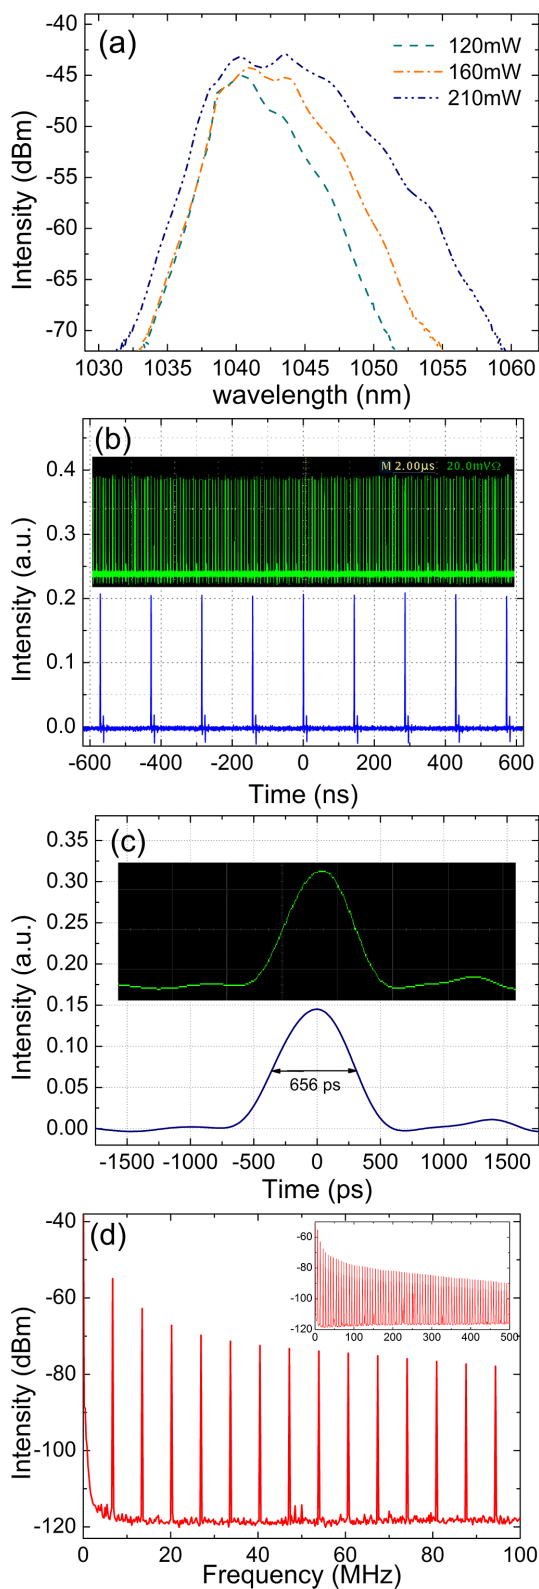 (a)
120mW
160mW
210mW
-40
-45
-50
-55
-60
-65
-70
Intensity (dBm)
1030 1035 1040 1045 1050 1055 1060
wavelength (nm)
(b)
M 2.00µs 20.0mVΩ
0.4
0.3
0.2
0.1
0.0
Intensity (a.u.)
-600 -400 -200 0 200 400 600
Time (ns)
(c)
0.35
0.30
0.25
0.20
0.15
0.10
0.05
0.00
Intensity (a.u.)
656 ps
-1500 -1000 -500 0 500 1000 1500
Time (ps)
(d)
-40
-60
-80
-100
-120
Intensity (dBm)
-60
-80
-100
-120
0 100 200 300 400 500
0 20 40 60 80 100
Frequency (MHz)